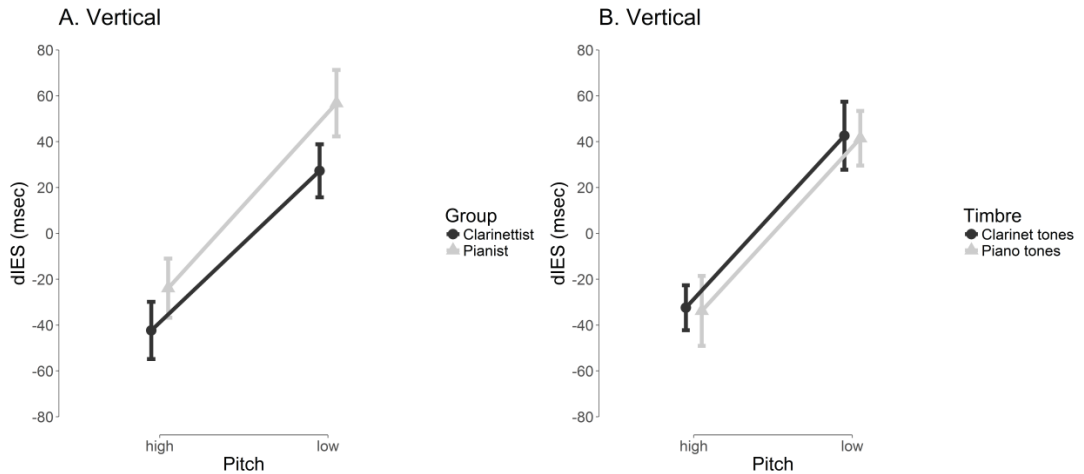 A. Vertical
80
60
40
20
0
-20
-40
-60
-80
dIES (msec)
high
low
Pitch
Group
Clarinettist
Pianist
B. Vertical
80
60
40
20
0
-20
-40
-60
-80
dIES (msec)
high
low
Pitch
Timbre
Clarinet tones
Piano tones